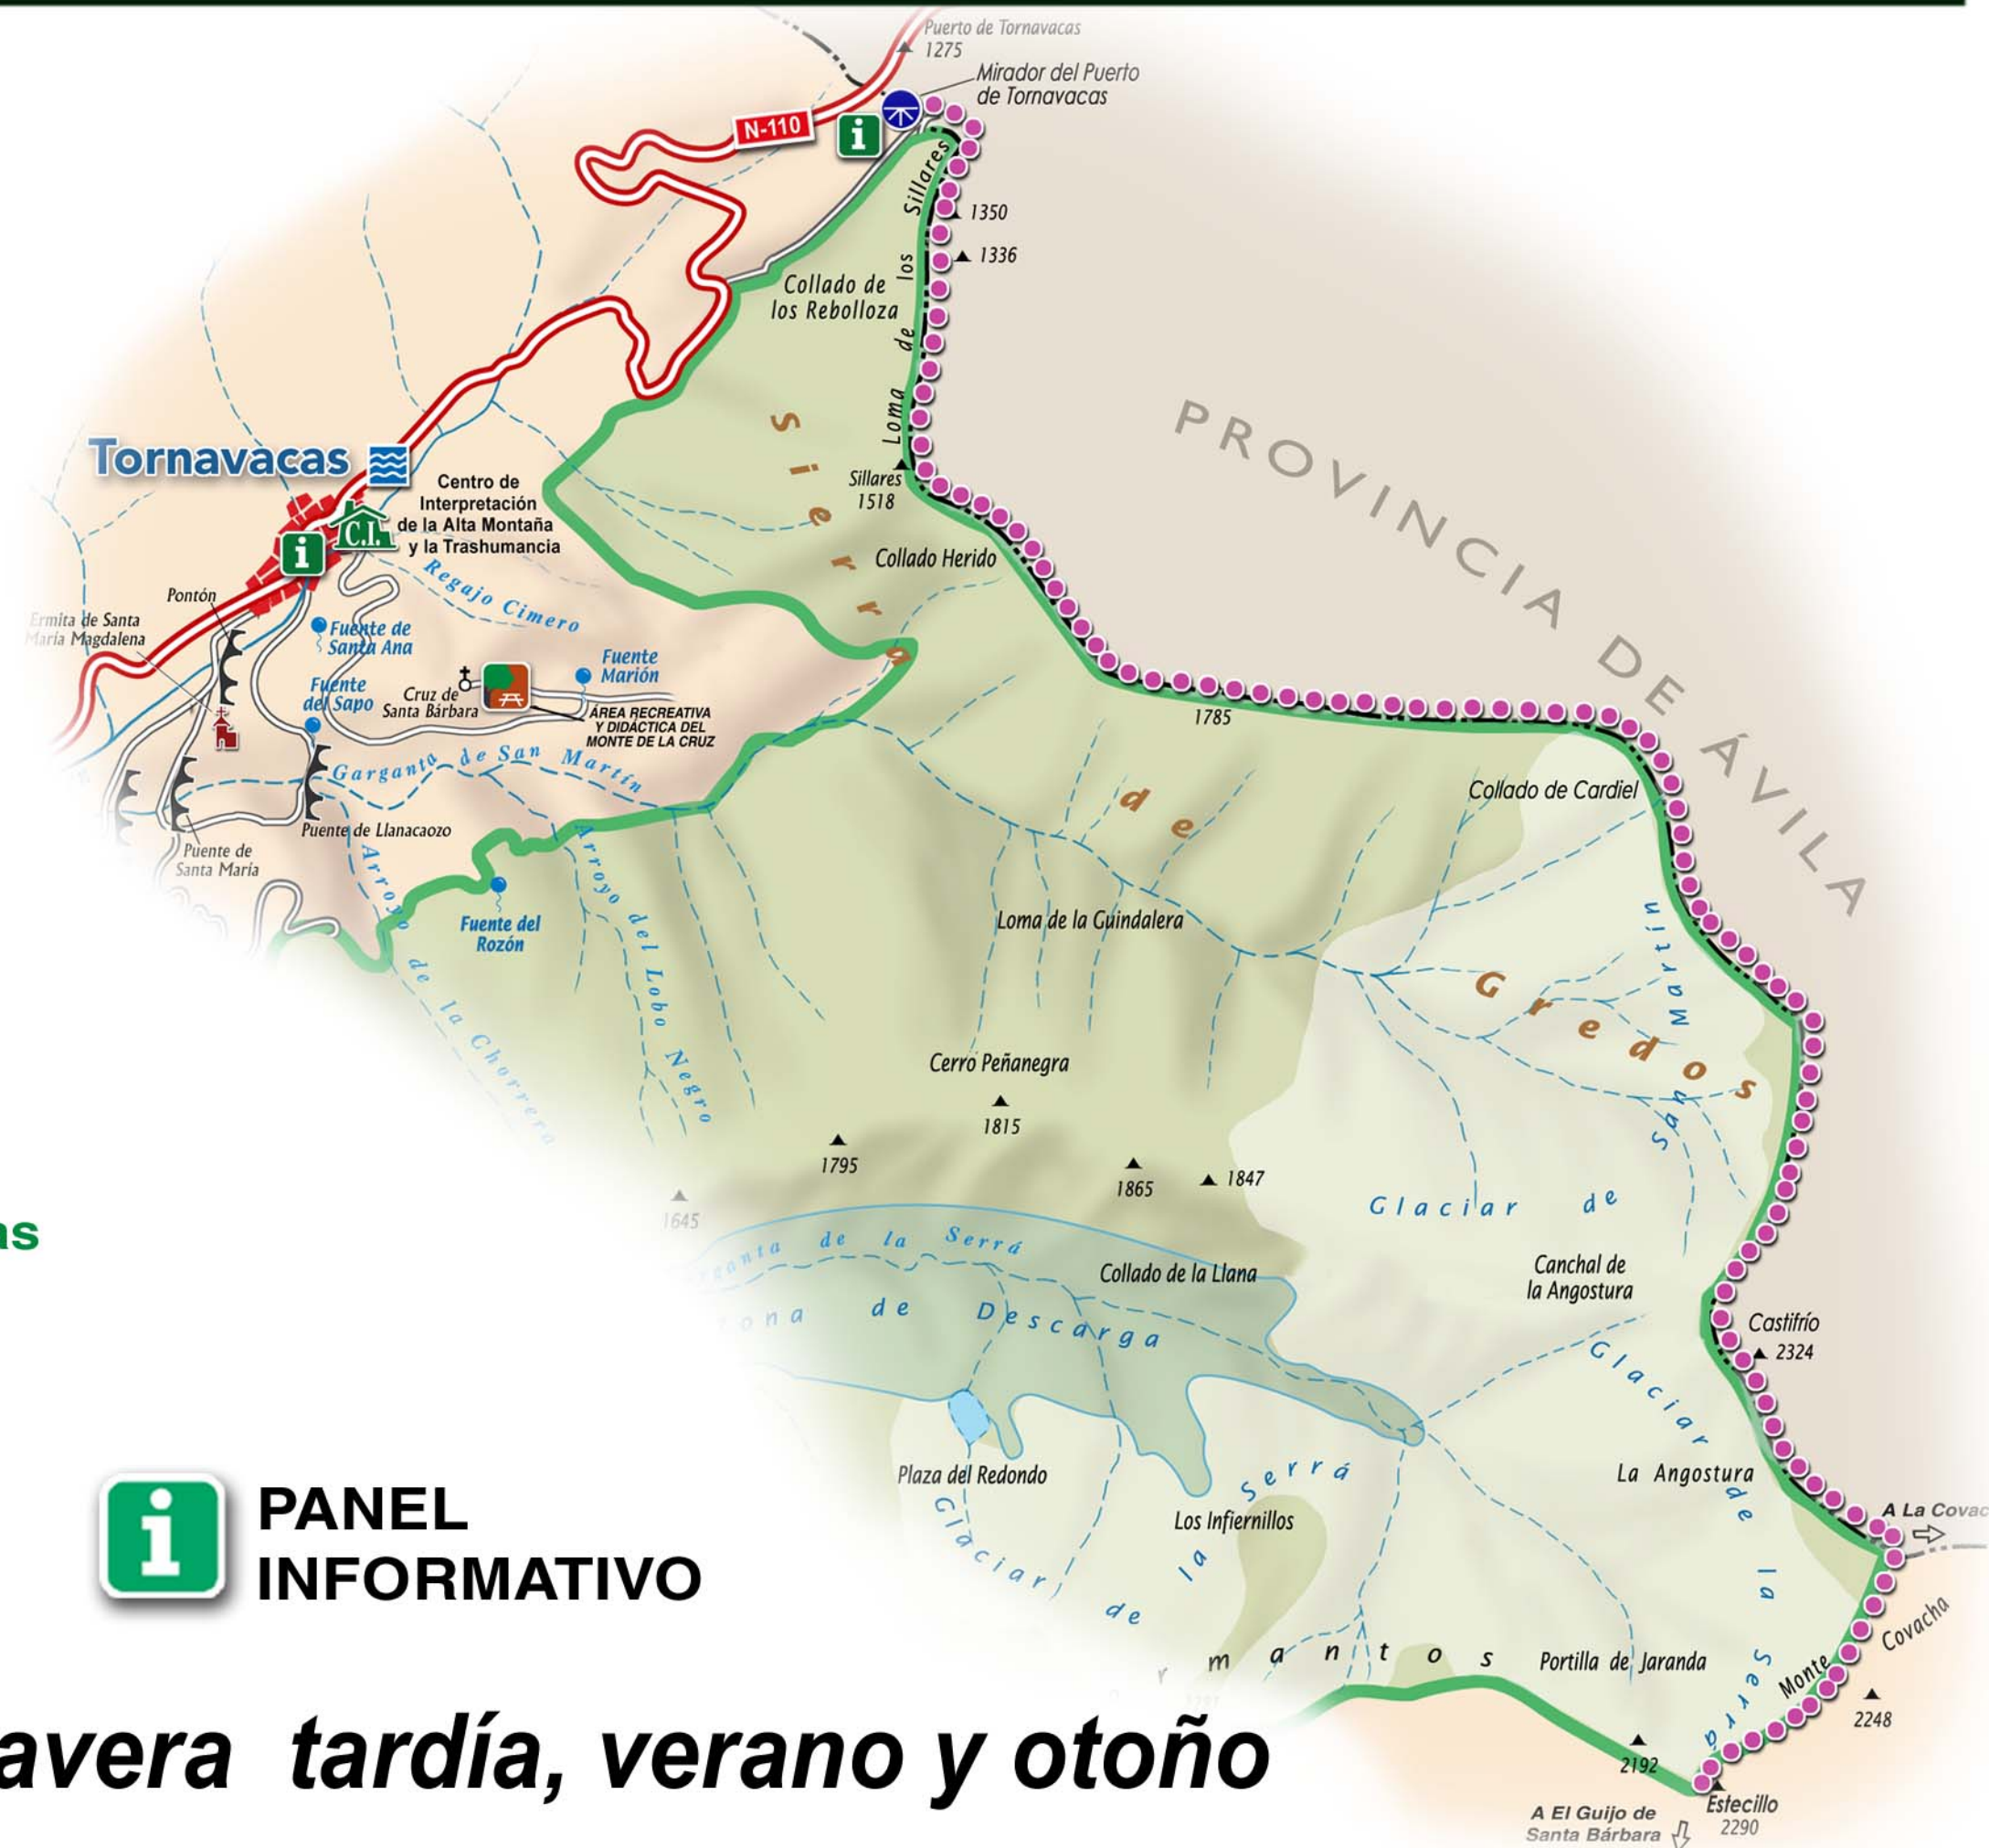 Puerto de Tornavacas
1275
Mirador del Puerto
de Tornavacas
N-110
i
1350
1336
Loma de los Sillares
Collado de
los Rebolloza
PROVINCIA DE ÁVILA
Sierra de Gredos
Tornavacas
Centro de
Interpretación
de la Alta Montaña
y la Trashumancia
C.I.
i
Sillares
1518
Collado Herido
Regajo Cimero
Pontón
Ermita de Santa
María Magdalena
Fuente de
Santa Ana
Fuente
Marión
Fuente
del Sapo
Cruz de
Santa Bárbara
ÁREA RECREATIVA
Y DIDÁCTICA DEL
MONTE DE LA CRUZ
1785
Garganta de San Martín
Collado de Cardiel
Puente de Llanacaozo
Puente de
Santa María
Arroyo de la Chorrera
Arroyo del Lobo Negro
Fuente del
Rozón
Loma de la Guindalera
Glaciar de San Martín
Cerro Peñanegra
1815
1795
1865
1847
1645
as
ganta de la Serrá
Collado de la Llana
ona de Descarga
Canchal de
la Angostura
Castifrío
2324
Glaciar de la Serrá
Plaza del Redondo
La Angostura
Glaciar de la Serrá
Los Infiernillos
A La Covac
i
PANEL
INFORMATIVO
Monte Covacha
r mantos
Portilla de Jaranda
2248
2192
avera tardía, verano y otoño
Estecillo
2290
A El Guijo de
Santa Bárbara